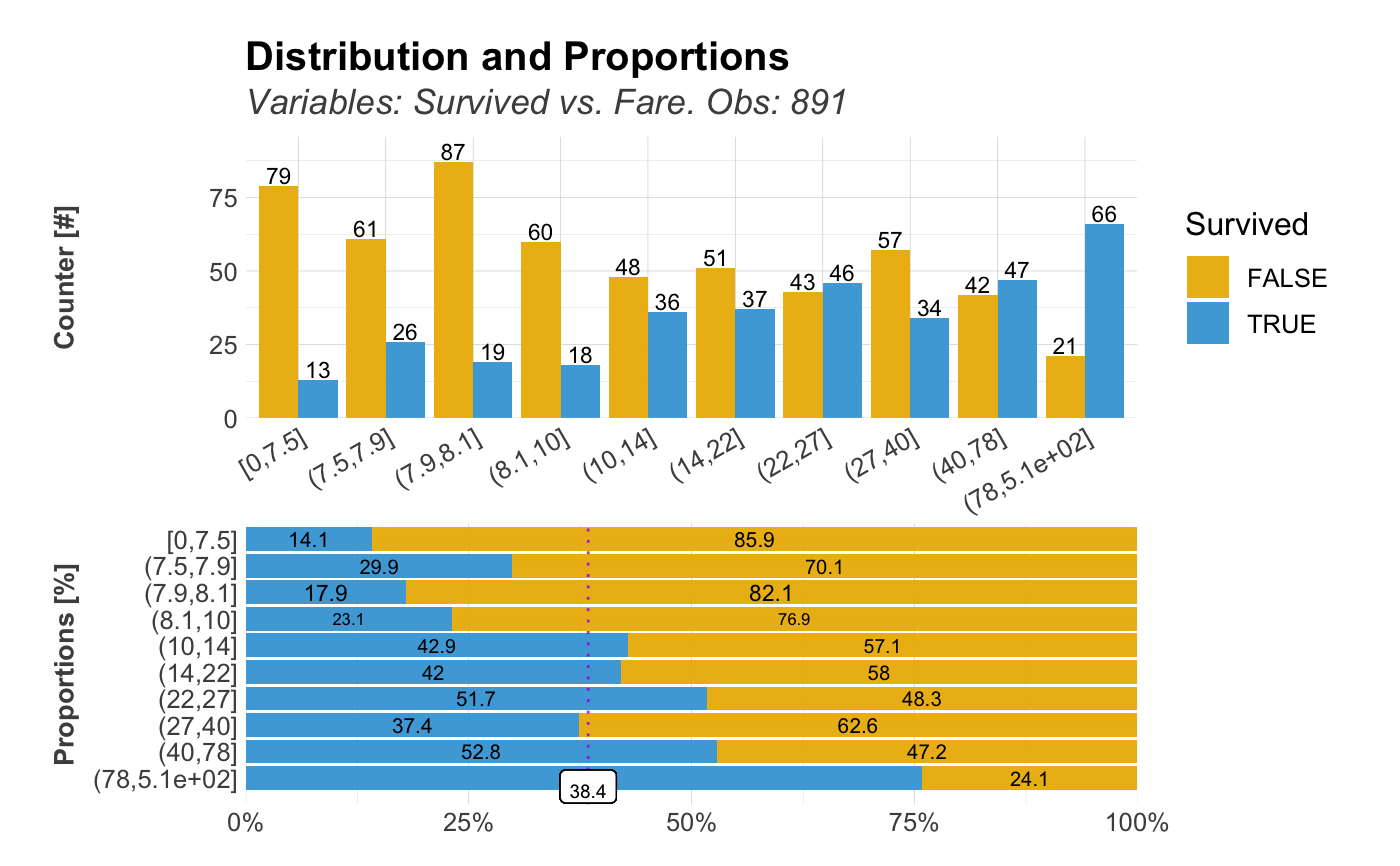 Distribution and Proportions
Variables: Survived vs. Fare. Obs: 891
Counter [#]
75
50
25
0
79 13 61 26 87 19 60 18 48 36 51 37 43 46 57 34 42 47 21 66
[0,7.5] (7.5,7.9] (7.9,8.1] (8.1,10] (10,14] (14,22] (22,27] (27,40] (40,78] (78,5.1e+02]
Survived
FALSE
TRUE
Proportions [%]
[0,7.5] 14.1 85.9
(7.5,7.9] 29.9 70.1
(7.9,8.1] 17.9 82.1
(8.1,10] 23.1 76.9
(10,14] 42.9 57.1
(14,22] 42 58
(22,27] 51.7 48.3
(27,40] 37.4 62.6
(40,78] 52.8 47.2
(78,5.1e+02] 24.1
38.4
0% 25% 50% 75% 100%